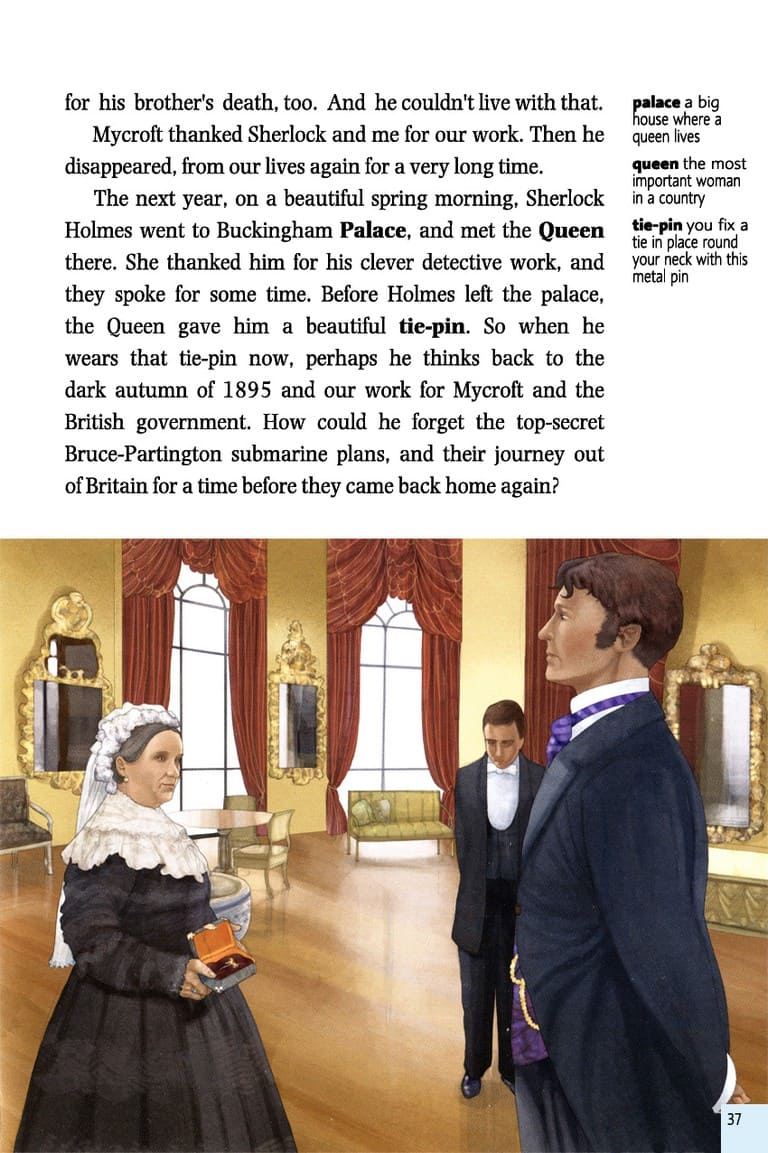 for his brother's death, too. And he couldn't live with that.
Mycroft thanked Sherlock and me for our work. Then he
disappeared, from our lives again for a very long time.
The next year, on a beautiful spring morning, Sherlock
Holmes went to Buckingham Palace, and met the Queen
there. She thanked him for his clever detective work, and
they spoke for some time. Before Holmes left the palace,
the Queen gave him a beautiful tie-pin. So when he
wears that tie-pin now, perhaps he thinks back to the
dark autumn of 1895 and our work for Mycroft and the
British government. How could he forget the top-secret
Bruce-Partington submarine plans, and their journey out
of Britain for a time before they came back home again?
palace a big
house where a
queen lives
queen the most
important woman
in a country
tie-pin you fix a
tie in place round
your neck with this
metal pin
37